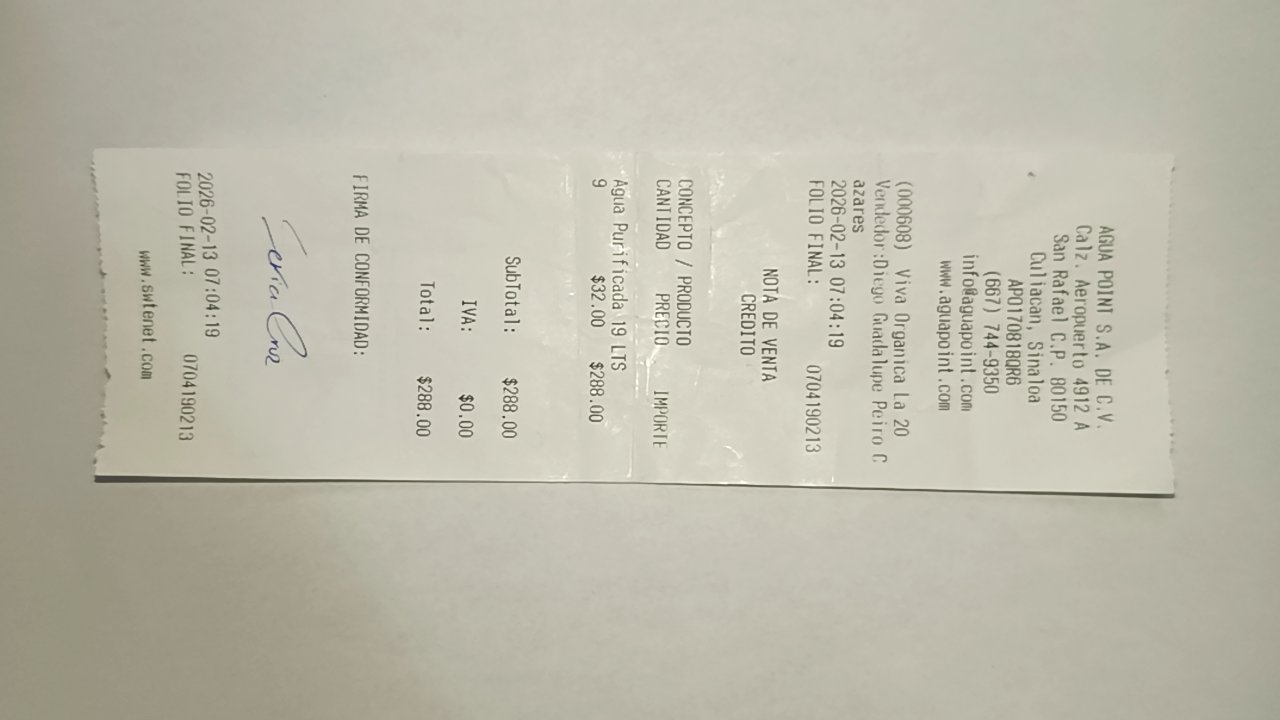 AGUA POINT S.A. DE C.V.
Calz. Aeropuerto 4912 A
San Rafael C.P. 80150
Culiacan, Sinaloa
APO170818QR6
(667) 744-9350
info@aguapoint.com
www.aguapoint.com
(000608) Viva Organica La 20
Vendedor:Diego Guadalupe Peiro C
azares
2026-02-13 07:04:19
FOLIO FINAL: 0704190213
NOTA DE VENTA
CREDITO
CONCEPTO / PRODUCTO
CANTIDAD PRECIO IMPORTE
Agua Purificada 19 LTS
9 $32.00 $288.00
SubTotal: $288.00
IVA: $0.00
Total: $288.00
FIRMA DE CONFORMIDAD:
2026-02-13 07:04:19
FOLIO FINAL: 0704190213
www.swtenet.com